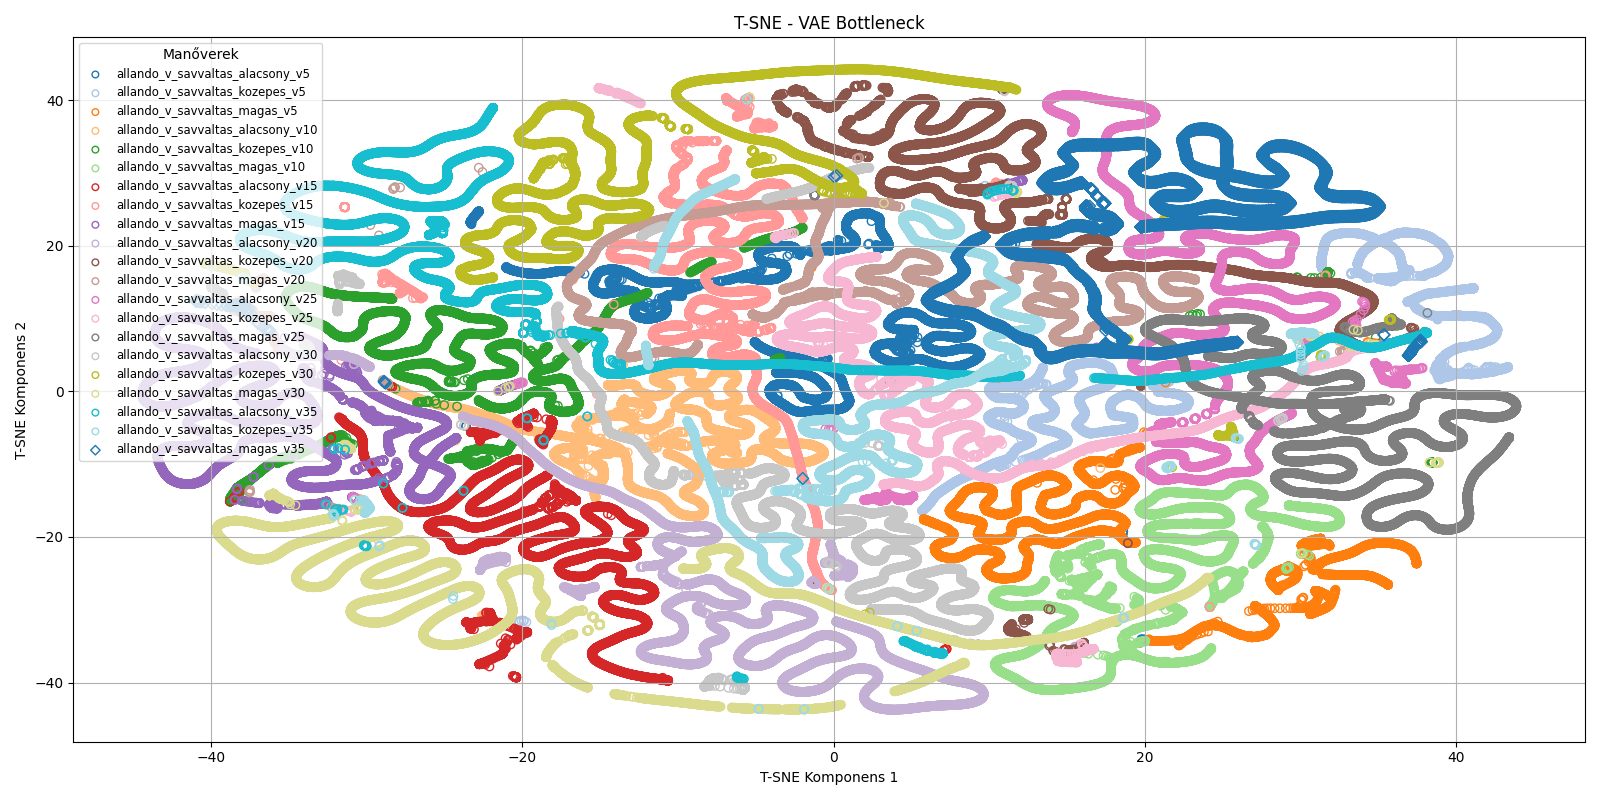 T-SNE - VAE Bottleneck
Manőverek
allando_v_savvaltas_alacsony_v5
allando_v_savvaltas_kozepes_v5
allando_v_savvaltas_magas_v5
allando_v_savvaltas_alacsony_v10
allando_v_savvaltas_kozepes_v10
allando_v_savvaltas_magas_v10
allando_v_savvaltas_alacsony_v15
allando_v_savvaltas_kozepes_v15
allando_v_savvaltas_magas_v15
allando_v_savvaltas_alacsony_v20
allando_v_savvaltas_kozepes_v20
allando_v_savvaltas_magas_v20
allando_v_savvaltas_alacsony_v25
allando_v_savvaltas_kozepes_v25
allando_v_savvaltas_magas_v25
allando_v_savvaltas_alacsony_v30
allando_v_savvaltas_kozepes_v30
allando_v_savvaltas_magas_v30
allando_v_savvaltas_alacsony_v35
allando_v_savvaltas_kozepes_v35
allando_v_savvaltas_magas_v35
T-SNE Komponens 2
40
20
0
−20
−40
−40
−20
0
20
40
T-SNE Komponens 1